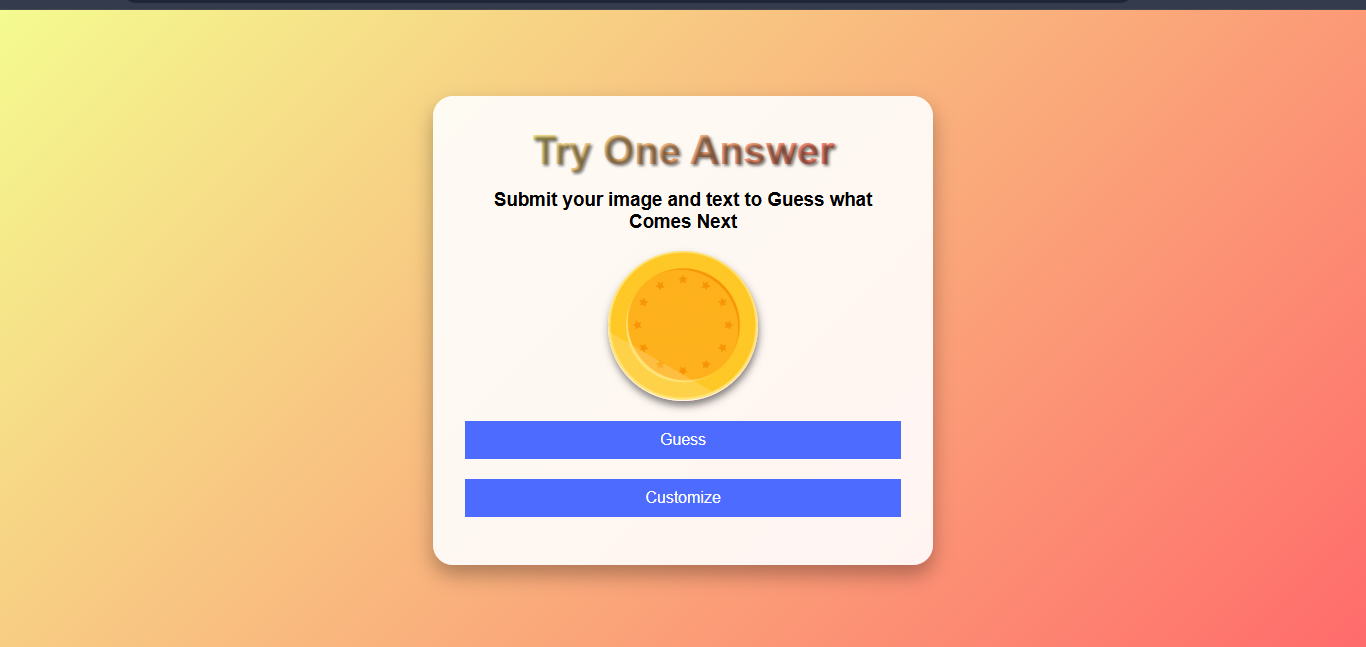 Try One Answer
Submit your image and text to Guess what
Comes Next
Guess
Customize